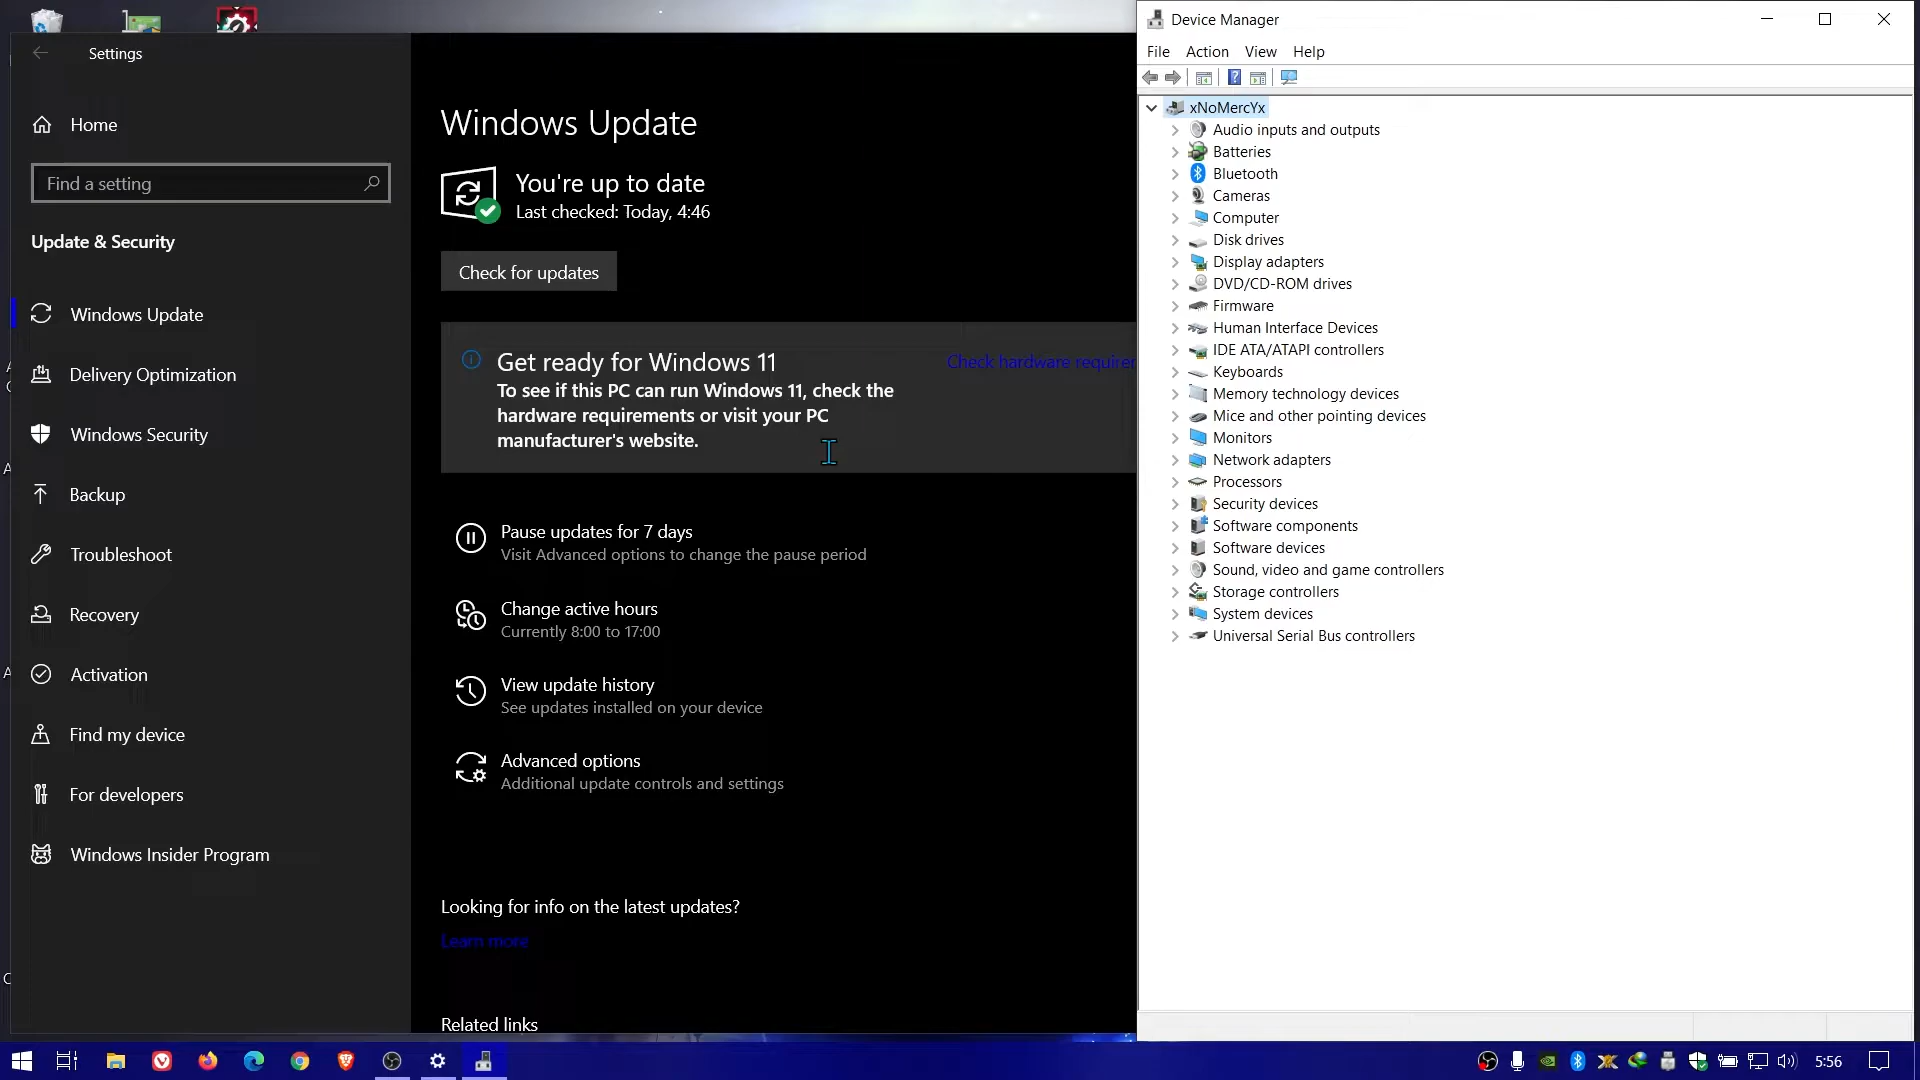 Settings
Home
Find a setting
Update & Security
Windows Update
Delivery Optimization
Windows Security
Backup
Troubleshoot
Recovery
Activation
Find my device
For developers
Windows Insider Program
Windows Update
You're up to date
Last checked: Today, 4:46
Check for updates
Get ready for Windows 11
Check hardware
To see if this PC can run Windows 11, check the
hardware requirements or visit your PC
manufacturer's website.
Pause updates for 7 days
Visit Advanced options to change the pause period
Change active hours
Currently 8:00 to 17:00
View update history
See updates installed on your device
Advanced options
Additional update controls and settings
Looking for info on the latest updates?
Learn more
Related links
Device Manager
File Action View Help
xNoMercYx
Audio inputs and outputs
Batteries
Bluetooth
Cameras
Computer
Disk drives
Display adapters
DVD/CD-ROM drives
Firmware
Human Interface Devices
IDE ATA/ATAPI controllers
Keyboards
Memory technology devices
Mice and other pointing devices
Monitors
Network adapters
Processors
Security devices
Software components
Software devices
Sound, video and game controllers
Storage controllers
System devices
Universal Serial Bus controllers
5:56